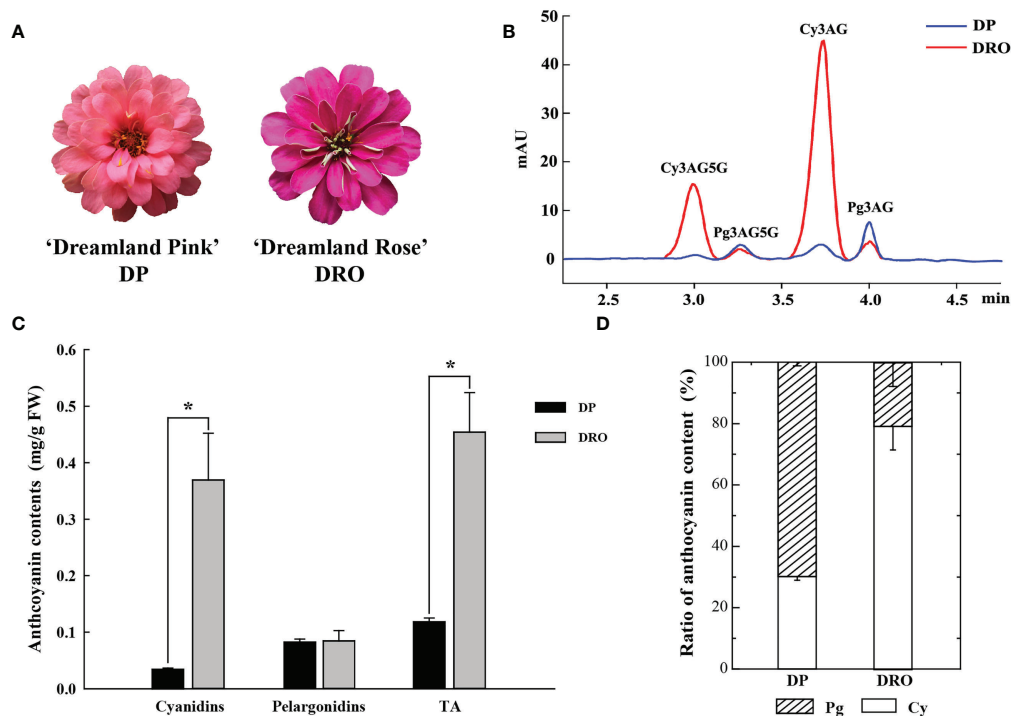 A
'Dreamland Pink'
DP
'Dreamland Rose'
DRO
B
50
40
30
20
10
0
mAU
Cy3AG
Cy3AG5G
Pg3AG5G
Pg3AG
DP
DRO
2.5 3.0 3.5 4.0 4.5 min
C
Anthcoyanin contents (mg/g FW)
0.6
0.5
0.4
0.3
0.2
0.1
0.0
* *
DP
DRO
Cyanidins Pelargonidins TA
D
Ratio of anthocyanin content (%)
100
80
60
40
20
0
DP DRO
Pg Cy